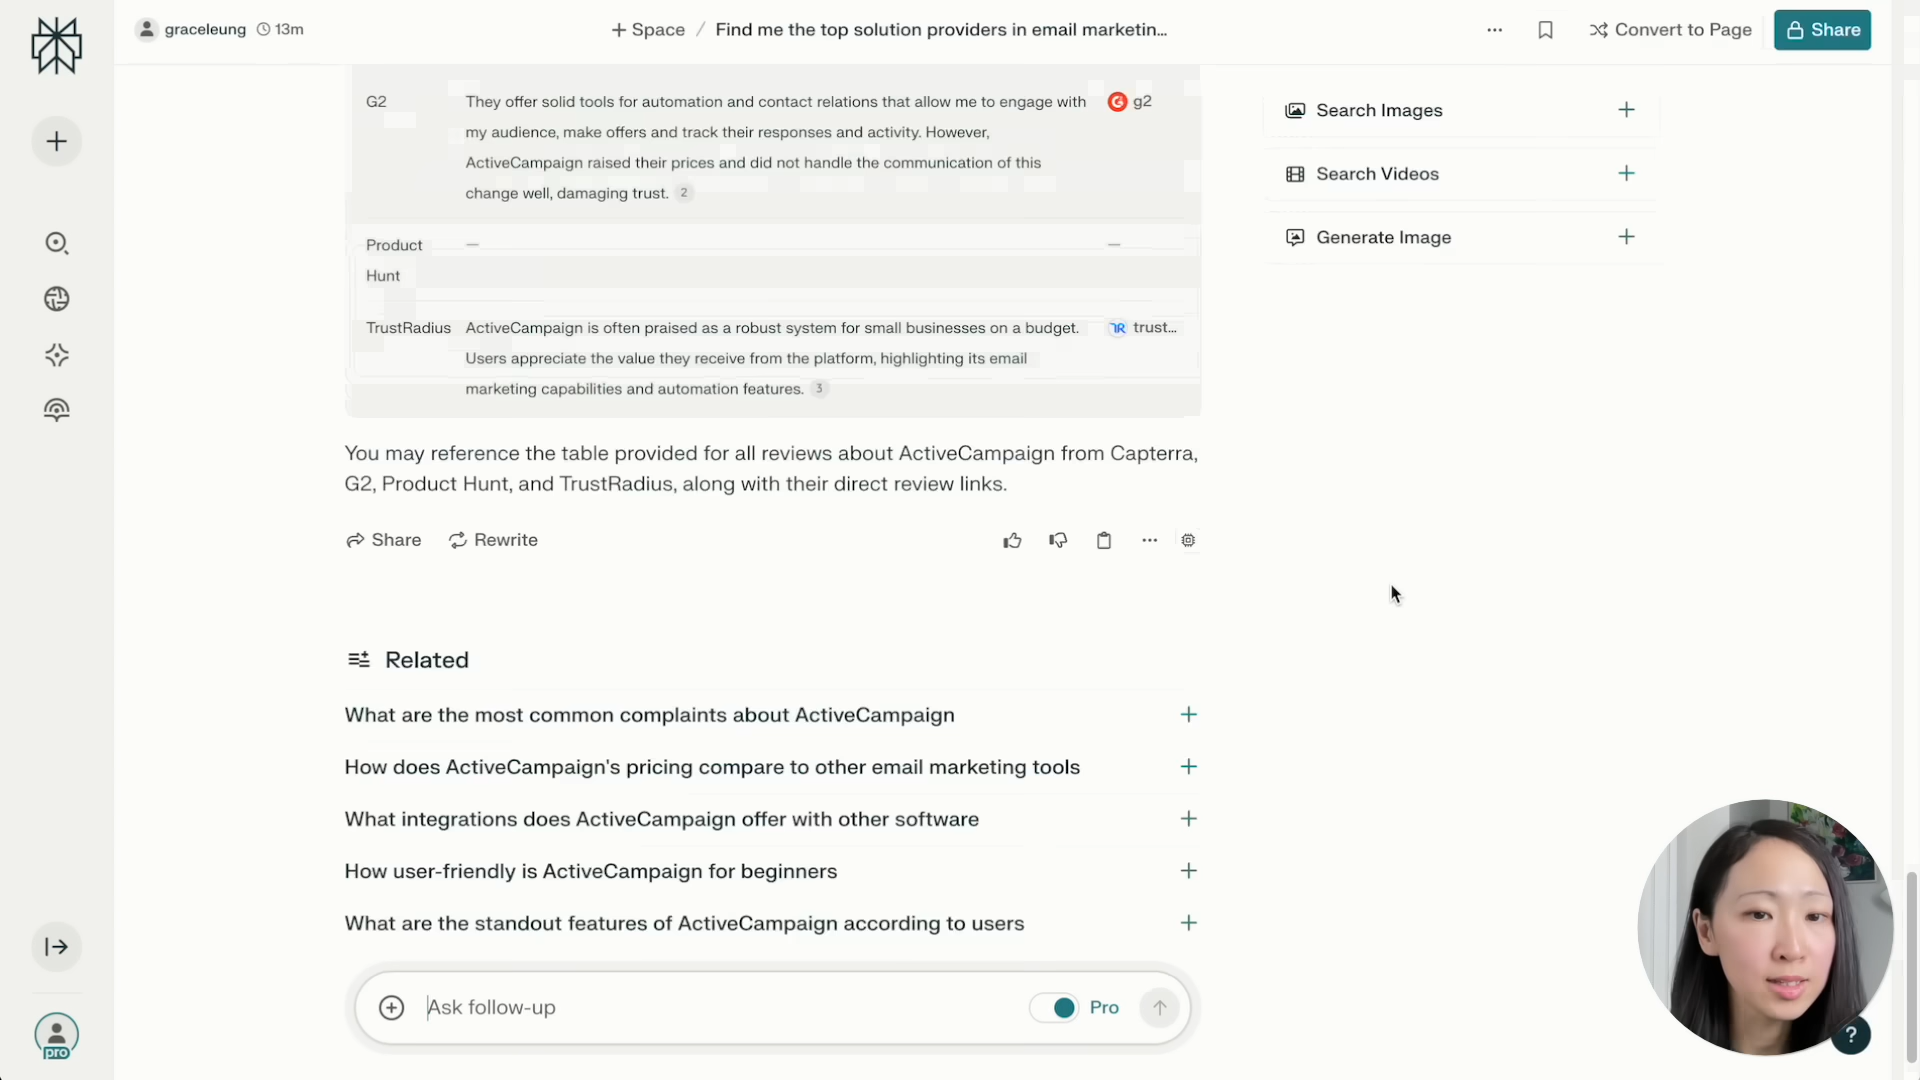 graceleung 13m
+ Space / Find me the top solution providers in email marketin...
Convert to Page
Share
G2 They offer solid tools for automation and contact relations that allow me to engage with g2
my audience, make offers and track their responses and activity. However,
ActiveCampaign raised their prices and did not handle the communication of this
change well, damaging trust. 2
Product — —
Hunt
TrustRadius ActiveCampaign is often praised as a robust system for small businesses on a budget. trust...
Users appreciate the value they receive from the platform, highlighting its email
marketing capabilities and automation features. 3
You may reference the table provided for all reviews about ActiveCampaign from Capterra,
G2, Product Hunt, and TrustRadius, along with their direct review links.
Share Rewrite
Related
What are the most common complaints about ActiveCampaign
How does ActiveCampaign's pricing compare to other email marketing tools
What integrations does ActiveCampaign offer with other software
How user-friendly is ActiveCampaign for beginners
What are the standout features of ActiveCampaign according to users
Ask follow-up Pro
Search Images
Search Videos
Generate Image
pro
?